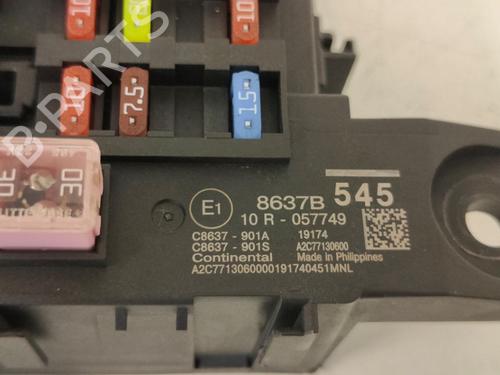 10
10
10
7.5
15
30
30
B-PARTS
E1
8637B 545
10 R - 057749
C8637 - 901A 19174
C8637 - 901S A2C77130600
Continental Made in Philippines
A2C7713060000191740451MNL